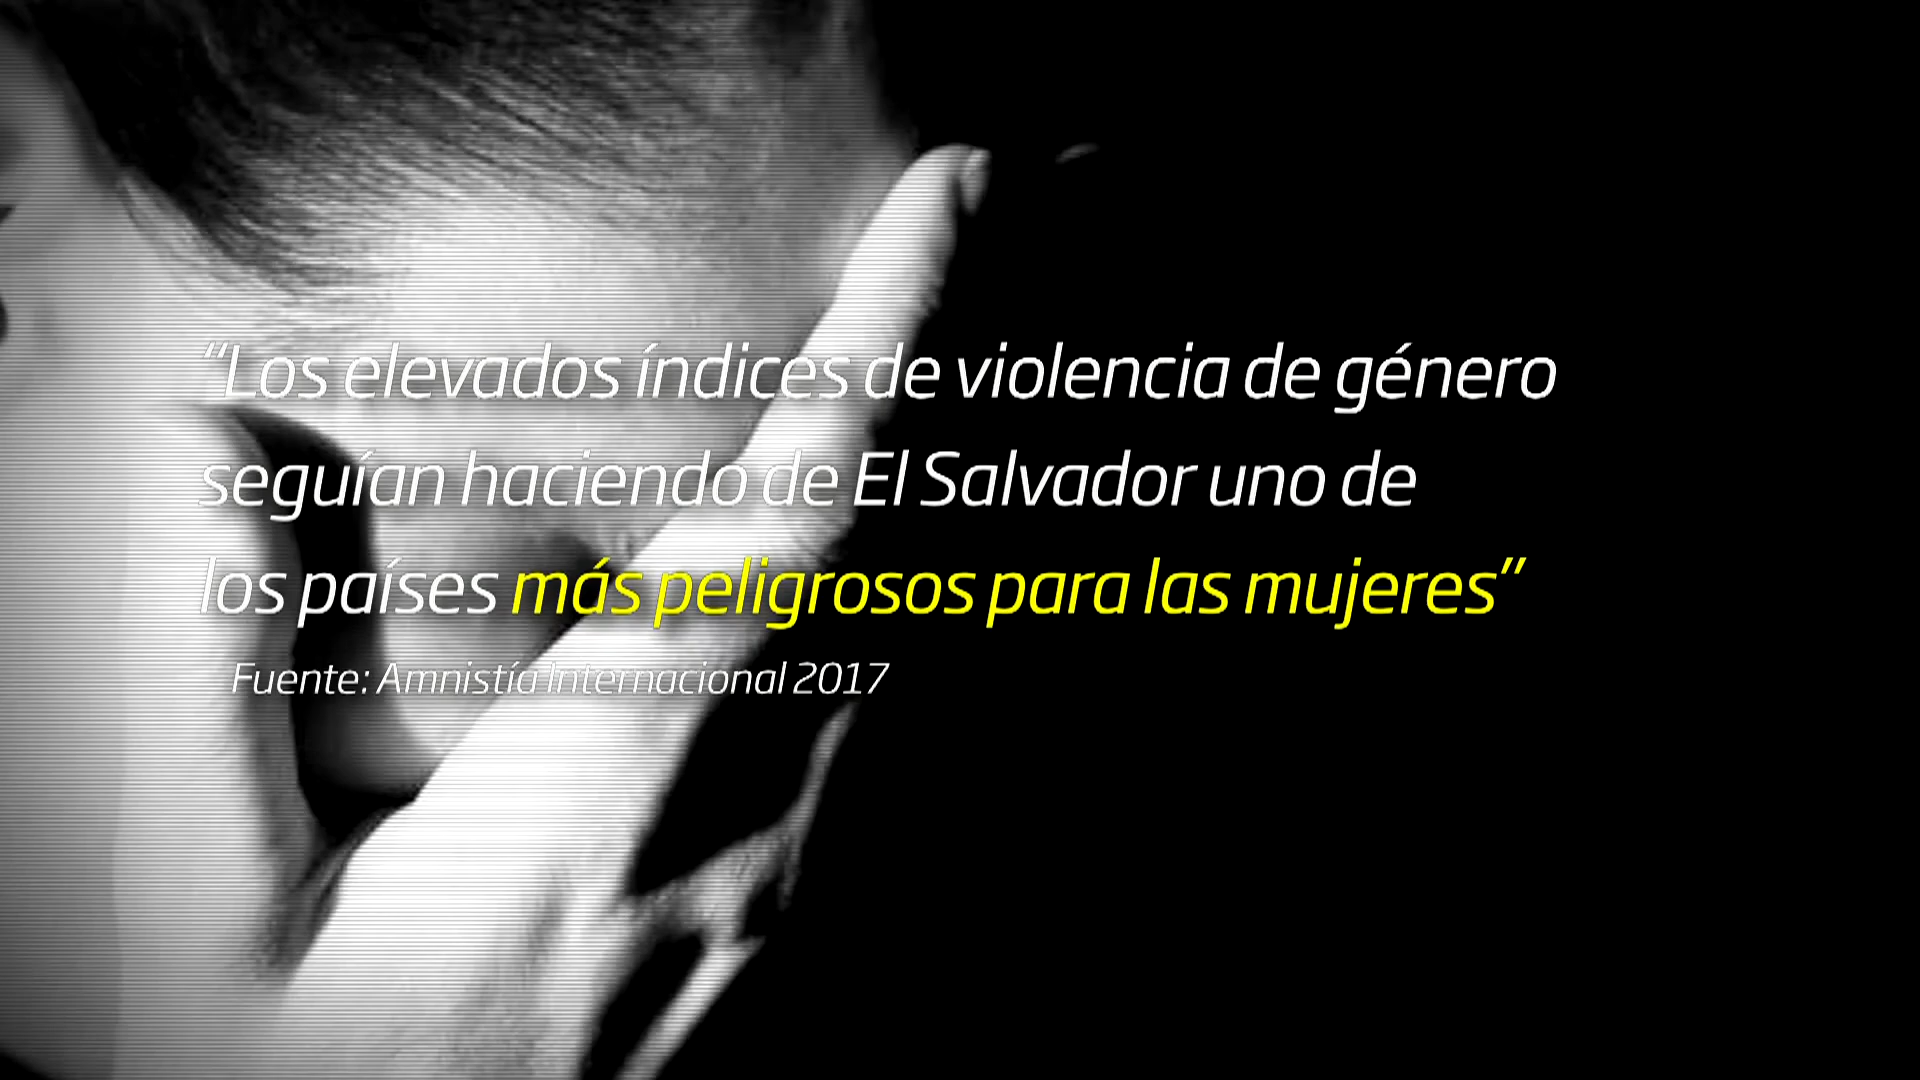 “Los elevados índices de violencia de género
seguían haciendo de El Salvador uno de
los países más peligrosos para las mujeres”
Fuente: Amnistía Internacional 2017